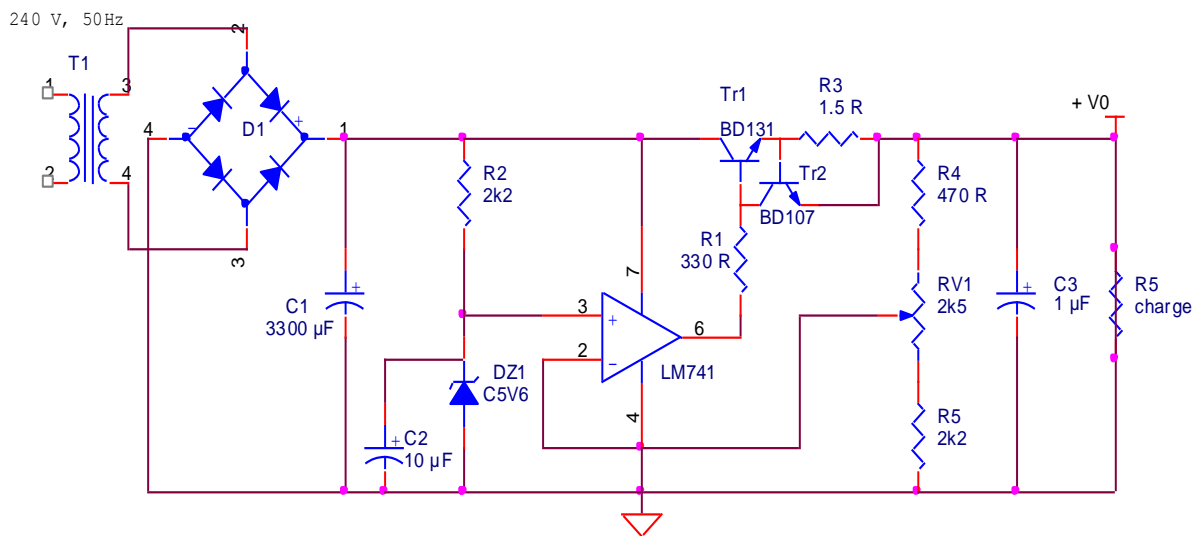 240 V, 50Hz
T1
1
2
3
4
2
D1
-
+
4
1
3
C1
+
3300 µF
R2
2k2
C2
+
10 µF
DZ1
C5V6
3
+
2
-
7
6
4
LM741
Tr1
BD131
R3
1.5 R
Tr2
BD107
R1
330 R
+ V0
R4
470 R
RV1
2k5
R5
2k2
C3
+
1 µF
R5
charge